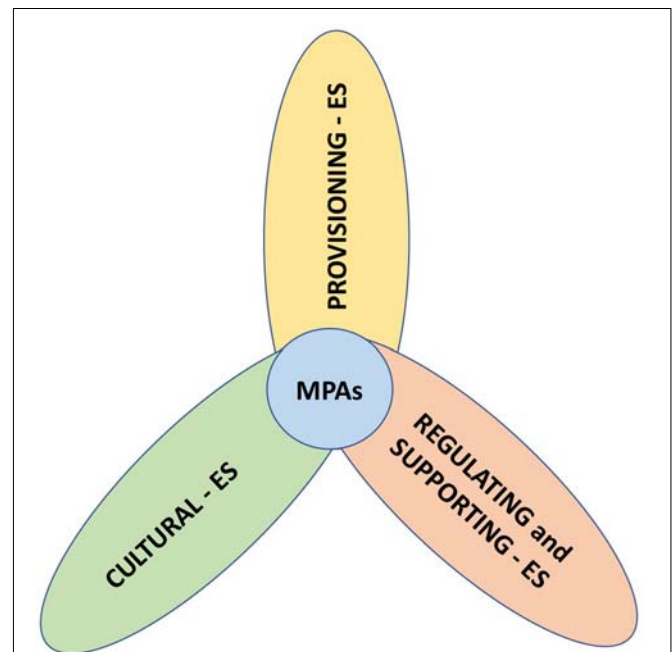 PROVISIONING - ES
MPAs
CULTURAL - ES
REGULATING and
SUPPORTING - ES